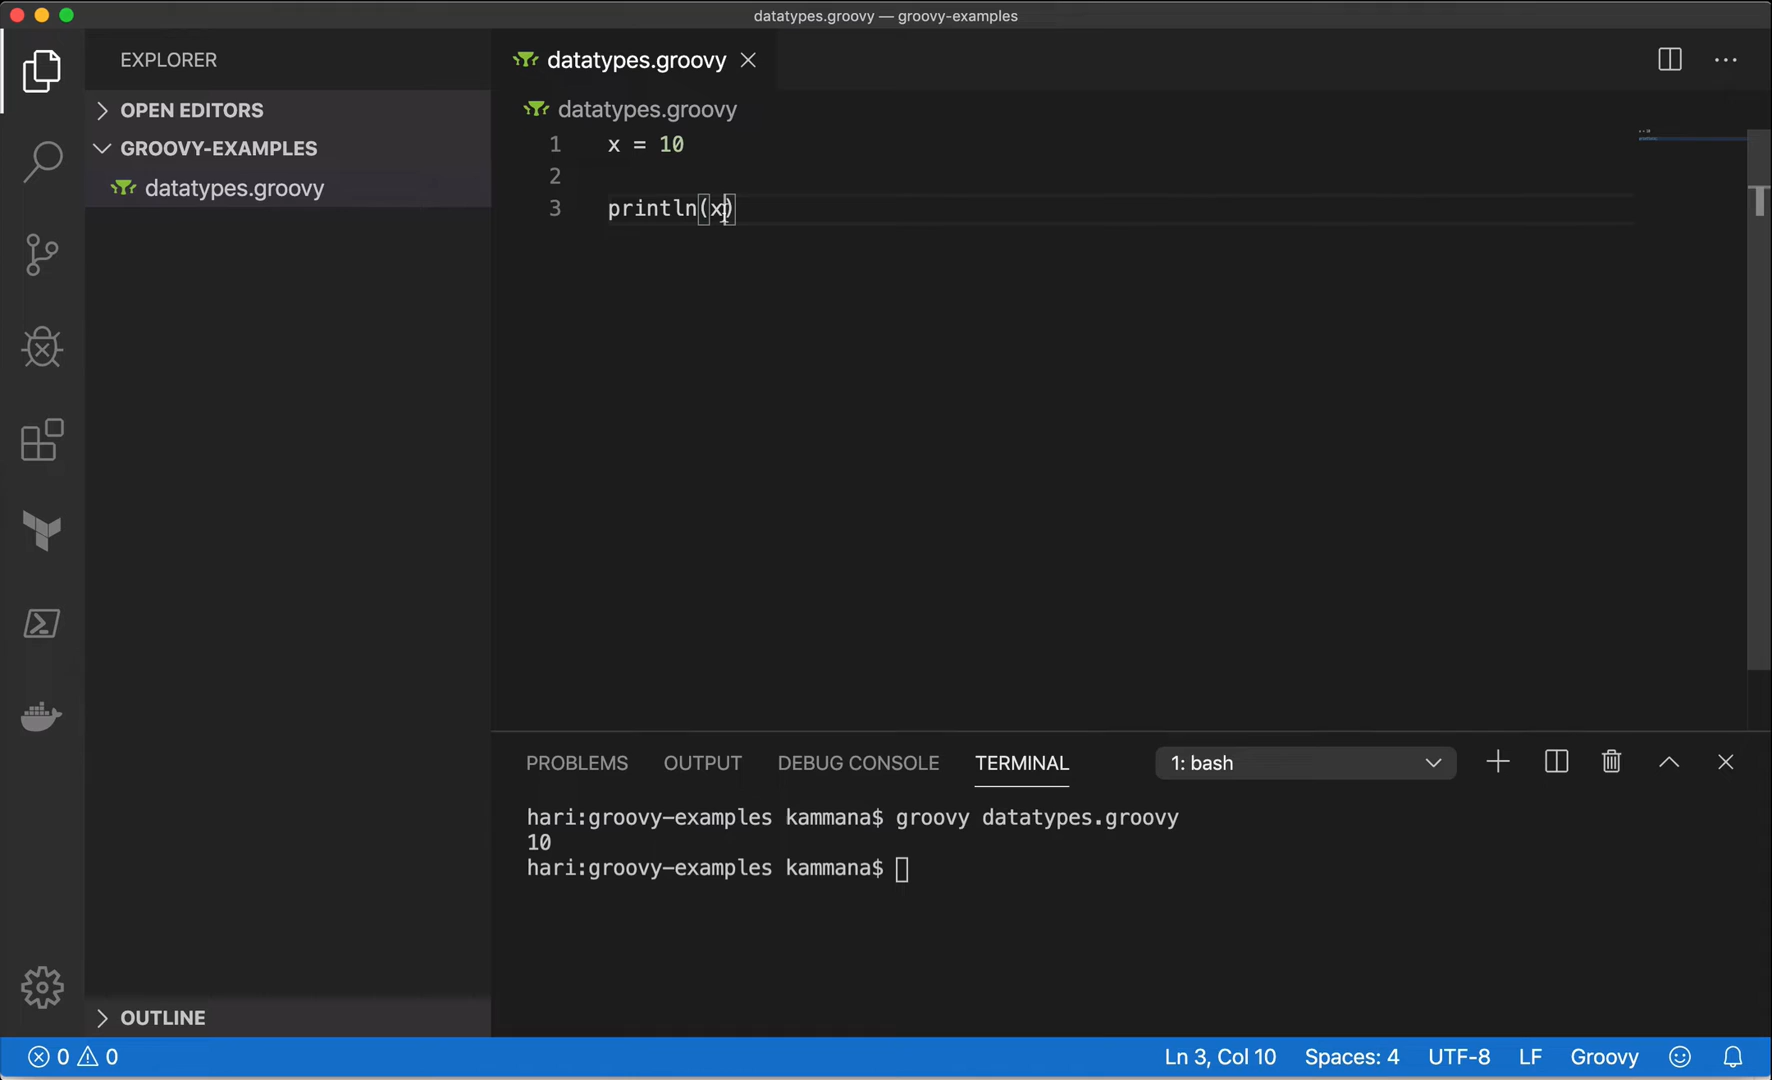 datatypes.groovy — groovy-examples
EXPLORER
OPEN EDITORS
GROOVY-EXAMPLES
datatypes.groovy
OUTLINE
datatypes.groovy
datatypes.groovy
1 x = 10
2
3 println(x)
PROBLEMS OUTPUT DEBUG CONSOLE TERMINAL 1: bash
hari:groovy-examples kammana$ groovy datatypes.groovy
10
hari:groovy-examples kammana$
0 0 Ln 3, Col 10 Spaces: 4 UTF-8 LF Groovy